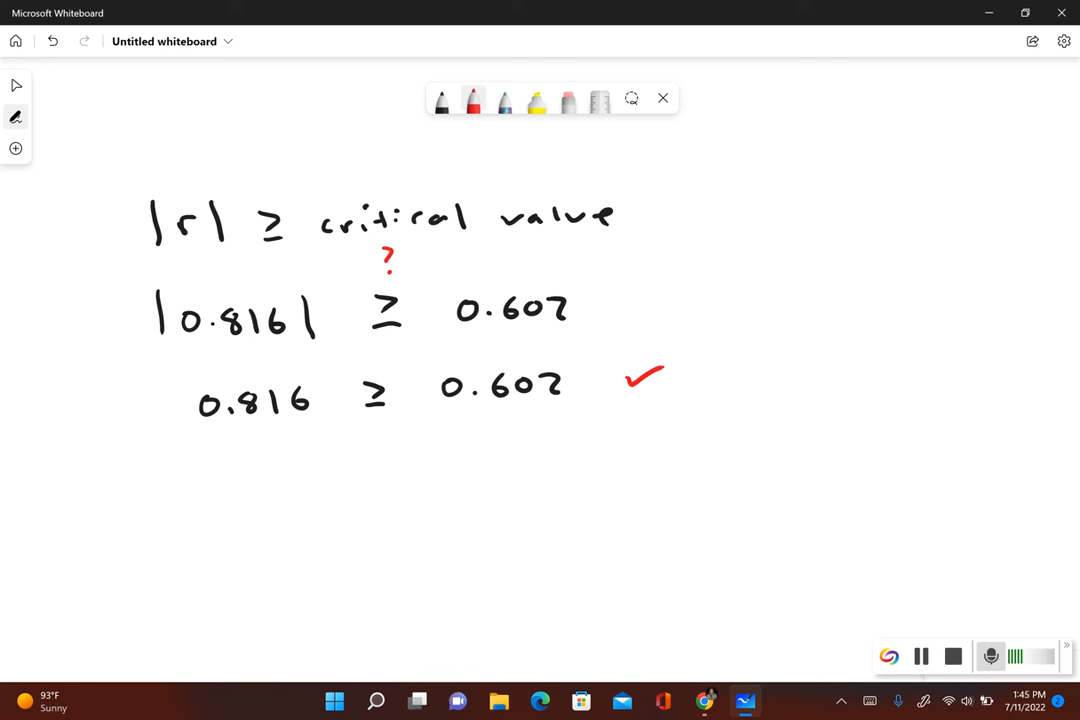 Microsoft Whiteboard
Untitled whiteboard
|r| ≥ critical value
?
|0.816| ≥ 0.602
0.816 ≥ 0.602 ✓
93°F
Sunny
1:45 PM
7/11/2022
2